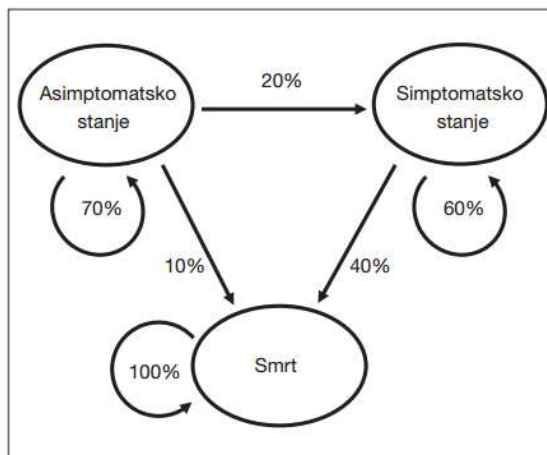 Asimptomatsko
stanje
20%
Simptomatsko
stanje
70%
60%
10%
40%
100%
Smrt